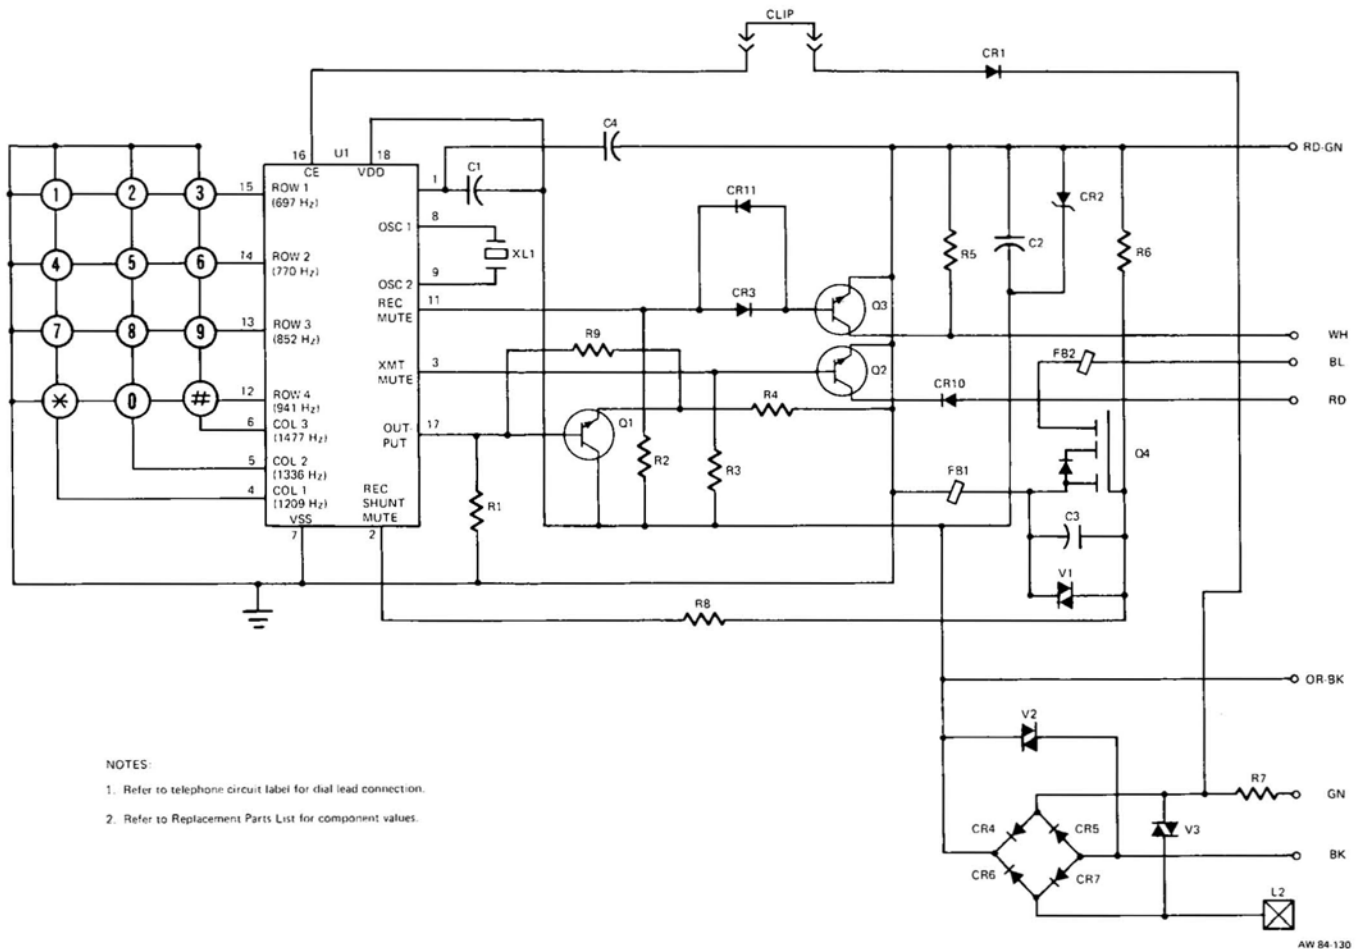 CLIP
CR1
C4
16 U1 18
CE VDD
RD-GN
1 2 3
15 ROW 1
(697 Hz)
1 C1
CR11
CR2
8
OSC 1
XL1
C2
R5
R6
4 5 6
14 ROW 2
(770 Hz)
9
OSC 2
REC
MUTE
11
CR3
Q3
7 8 9
13 ROW 3
(852 Hz)
WH
R9
FB2
BL
XMT
MUTE
3
Q2
CR10
RD
* 0 #
12 ROW 4
(941 Hz)
R4
6 COL 3
(1477 Hz)
OUT-
PUT
17
Q1
R2
R3
Q4
5 COL 2
(1336 Hz)
FB1
4 COL 1
(1209 Hz)
REC
SHUNT
MUTE
R1
C3
VSS
7 2
V1
R8
OR-BK
V2
NOTES:
1. Refer to telephone circuit label for dial lead connection.
2. Refer to Replacement Parts List for component values.
R7
GN
CR4 CR5
V3
BK
CR6 CR7
L2
AW 84-130